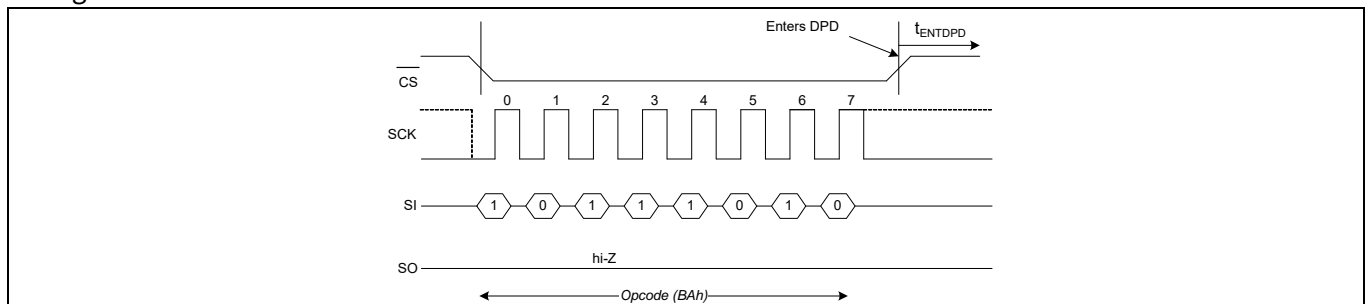 Enters DPD
tENTDPD
CS
0 1 2 3 4 5 6 7
SCK
SI 1 0 1 1 1 0 1 0
hi-Z
SO
Opcode (BAh)